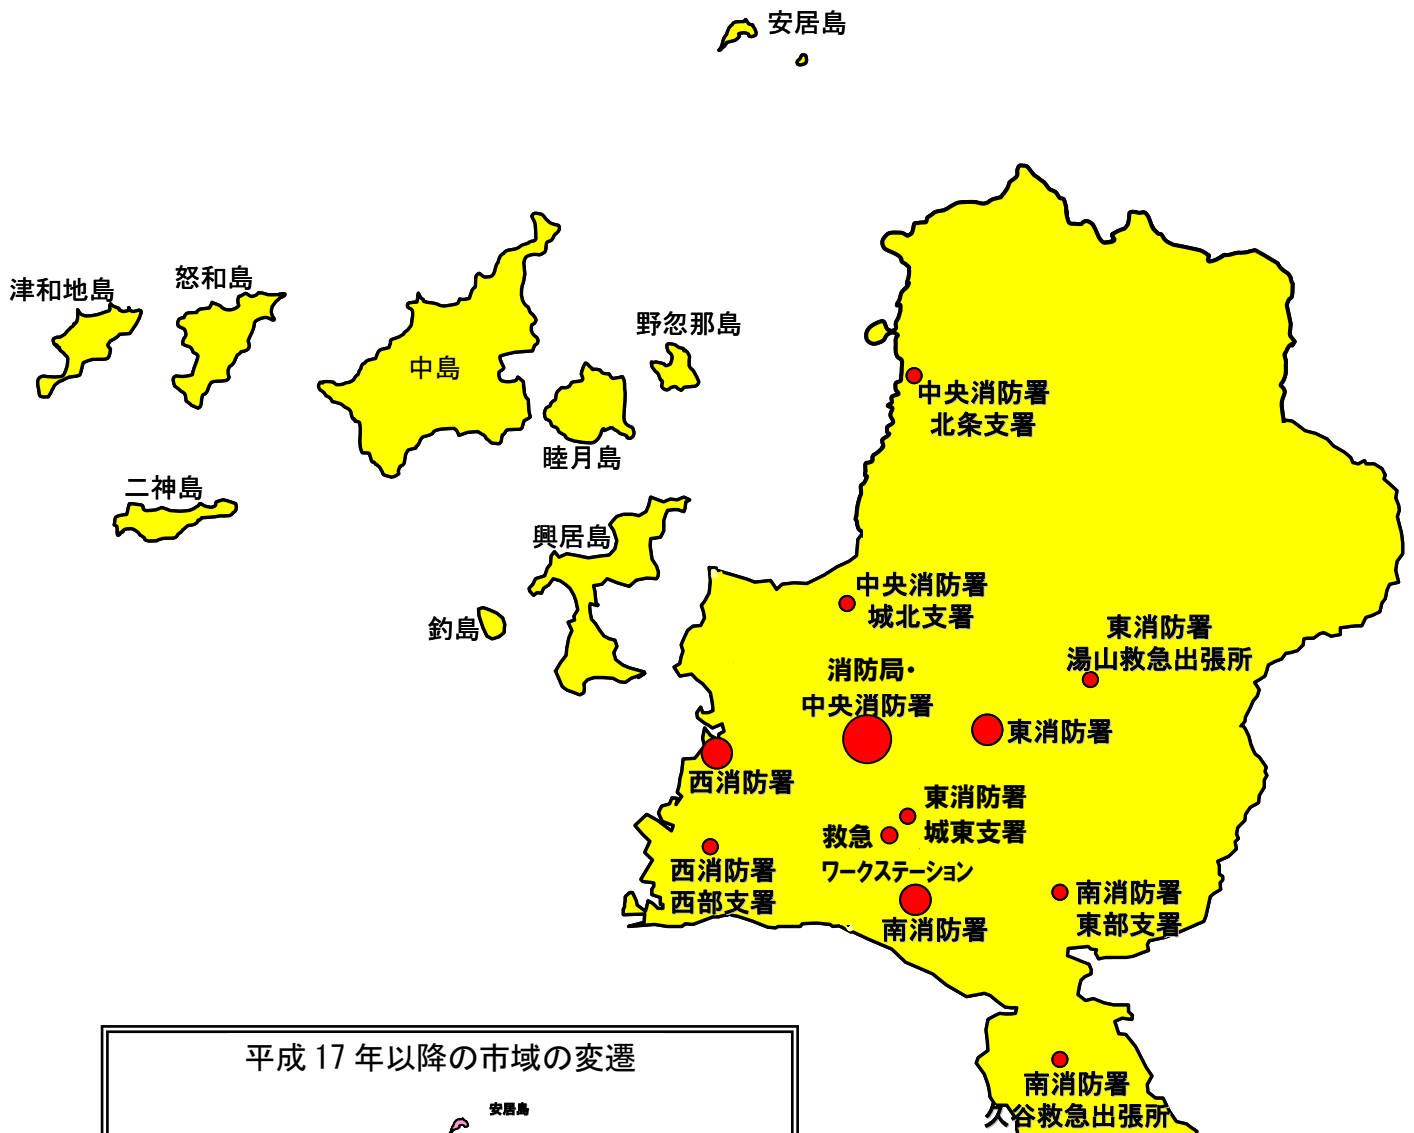 安居島
津和地島
怒和島
中島
野忽那島
睦月島
二神島
興居島
釣島
中央消防署
北条支署
中央消防署
城北支署
東消防署
湯山救急出張所
消防局・
中央消防署
東消防署
西消防署
東消防署
城東支署
救急
ワークステーション
西消防署
西部支署
南消防署
南消防署
東部支署
南消防署
久谷救急出張所
平成 17 年以降の市域の変遷
安居島